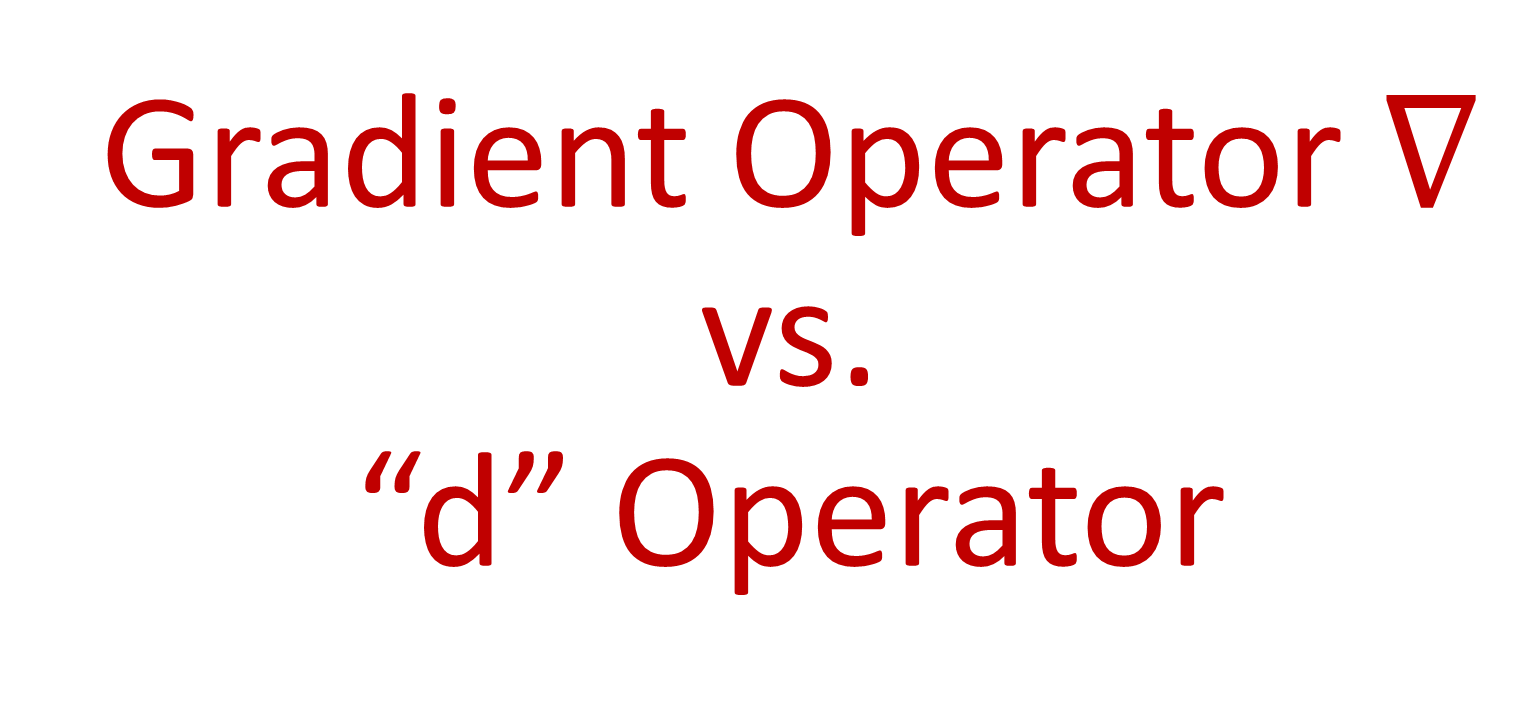 Gradient Operator ∇
vs.
“d” Operator